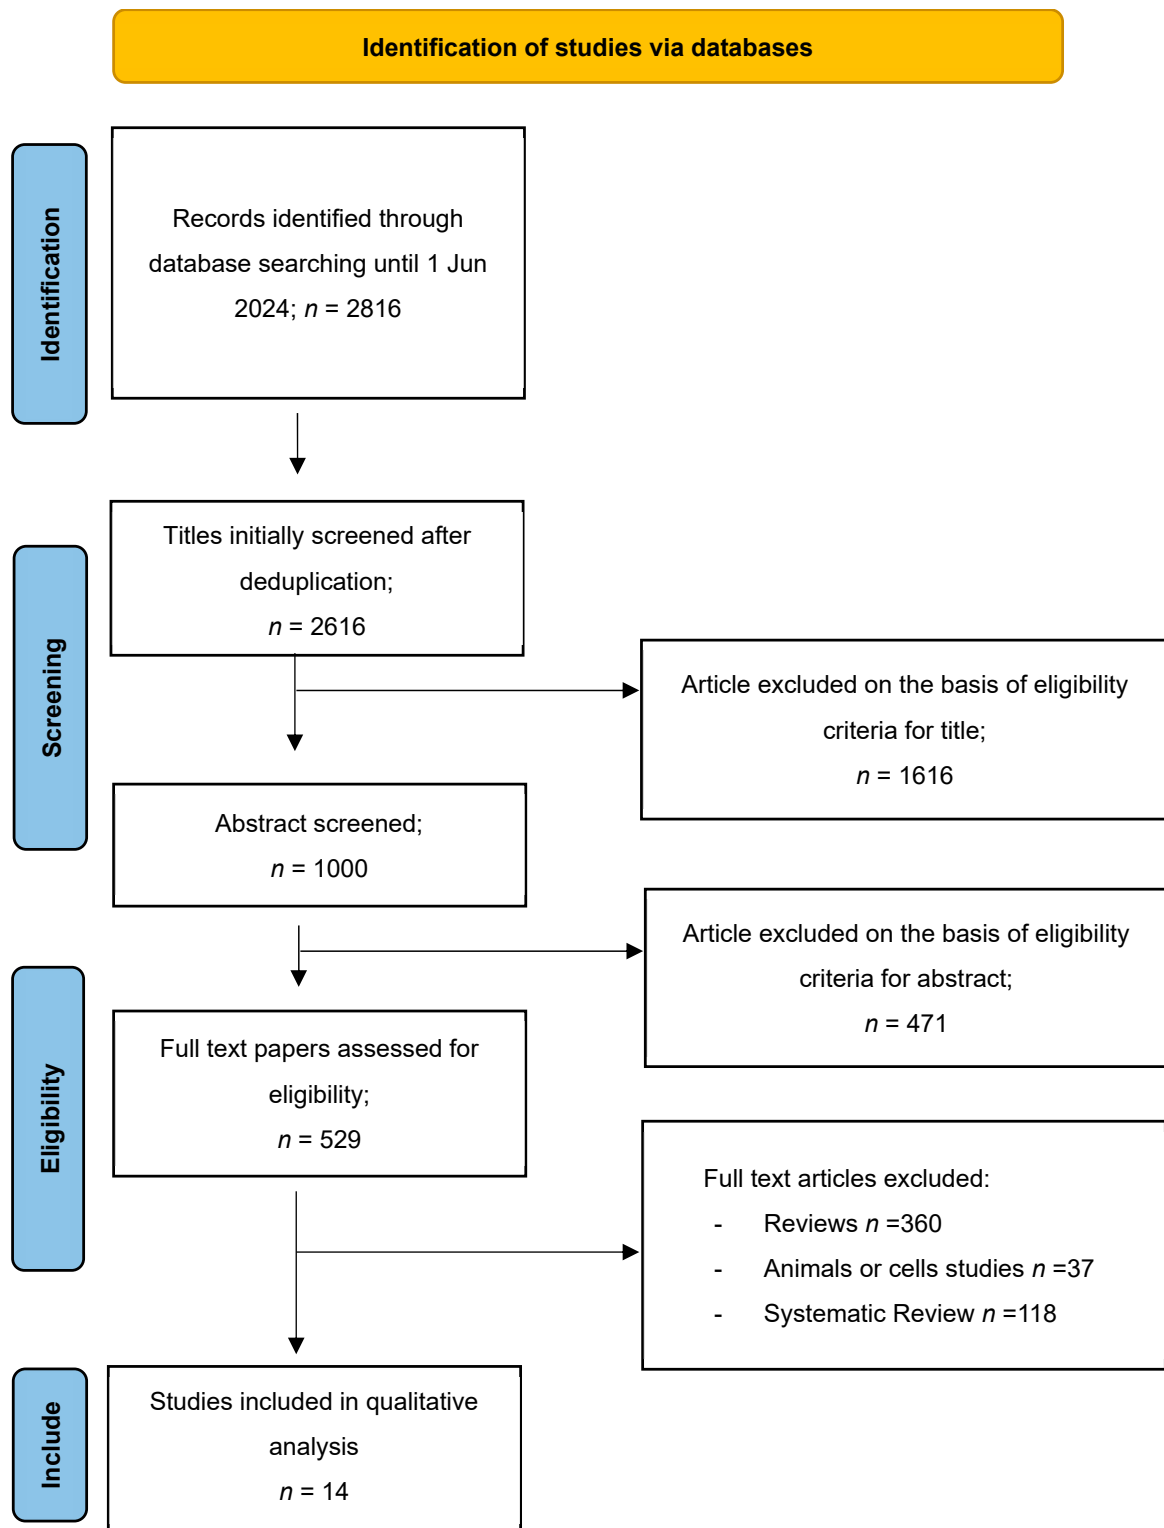 Identification of studies via databases
Identification
Records identified through
database searching until 1 Jun
2024; n = 2816
Screening
Titles initially screened after
deduplication;
n = 2616
Article excluded on the basis of eligibility
criteria for title;
n = 1616
Abstract screened;
n = 1000
Article excluded on the basis of eligibility
criteria for abstract;
n = 471
Eligibility
Full text papers assessed for
eligibility;
n = 529
Full text articles excluded:
- Reviews n =360
- Animals or cells studies n =37
- Systematic Review n =118
Include
Studies included in qualitative
analysis
n = 14